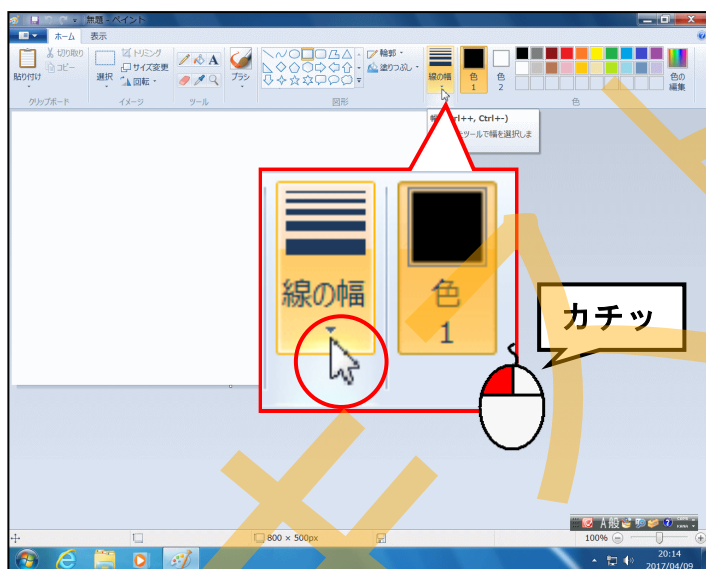 無題 - ペイント
ホーム 表示
貼り付け
切り取り
コピー
クリップボード
選択
トリミング
サイズ変更
回転
イメージ
A
ツール
ブラシ
図形
輪郭
塗りつぶし
線の幅
色
1
色
2
色の
編集
色
ツールで幅を選択しま
線の幅
色
1
カチッ
A 般
800 × 500px
100%
20:14
2017/04/09